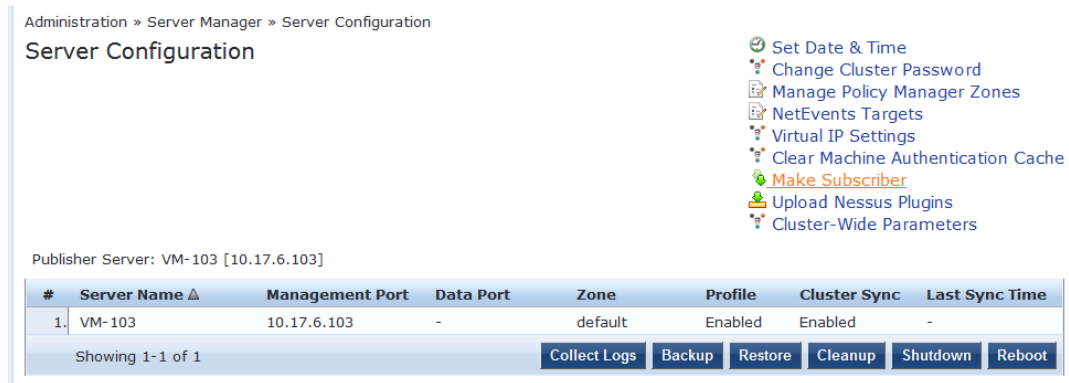 Administration » Server Manager » Server Configuration
Server Configuration
Set Date & Time
Change Cluster Password
Manage Policy Manager Zones
NetEvents Targets
Virtual IP Settings
Clear Machine Authentication Cache
Make Subscriber
Upload Nessus Plugins
Cluster-Wide Parameters
Publisher Server: VM-103 [10.17.6.103]
# Server Name Management Port Data Port Zone Profile Cluster Sync Last Sync Time
1. VM-103 10.17.6.103 - default Enabled Enabled -
Showing 1-1 of 1 Collect Logs Backup Restore Cleanup Shutdown Reboot